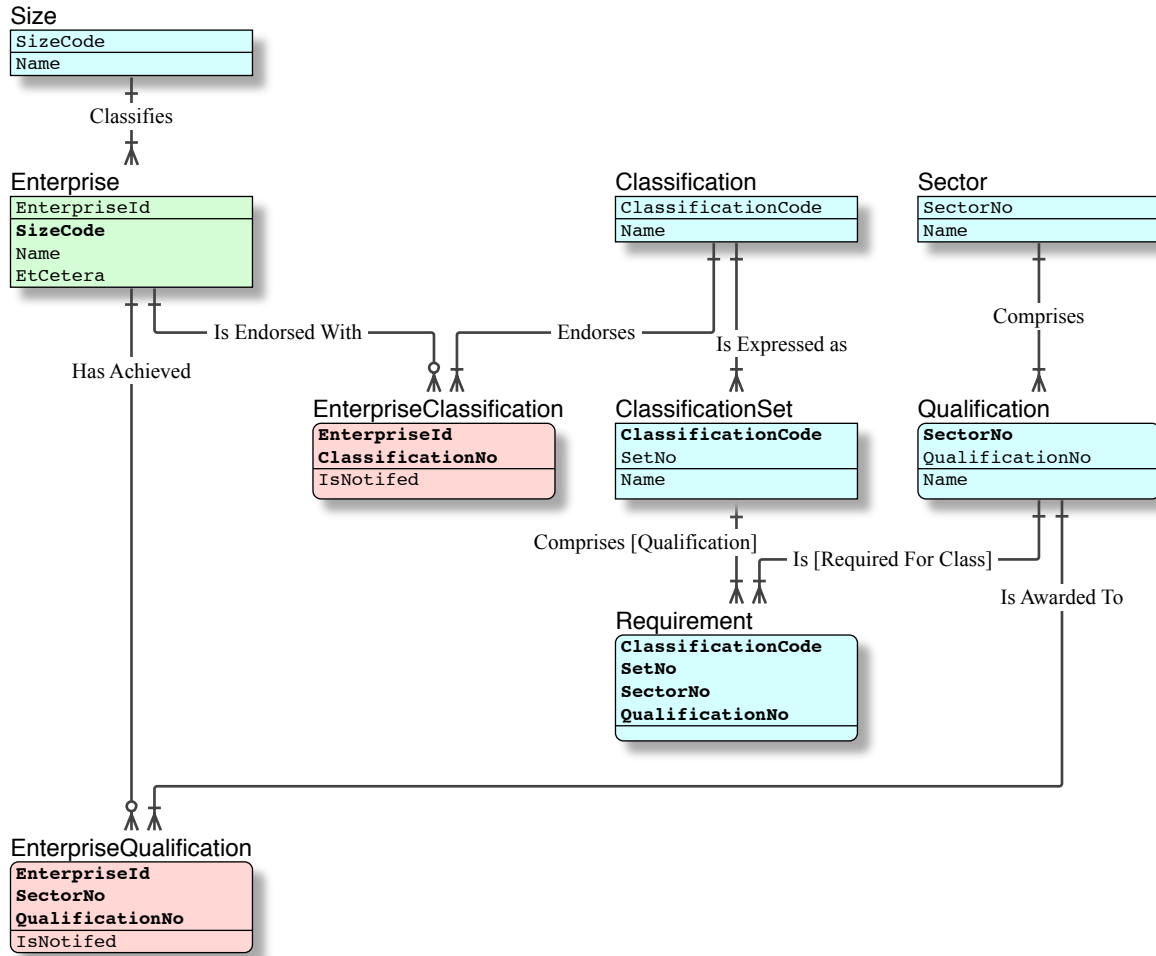 Size
SizeCode
Name
Classifies
Enterprise
EnterpriseId
SizeCode
Name
EtCetera
Classification
ClassificationCode
Name
Sector
SectorNo
Name
Is Endorsed With
Endorses
Is Expressed as
Comprises
Has Achieved
EnterpriseClassification
EnterpriseId
ClassificationNo
IsNotifed
ClassificationSet
ClassificationCode
SetNo
Name
Qualification
SectorNo
QualificationNo
Name
Comprises [Qualification]
Is [Required For Class]
Is Awarded To
Requirement
ClassificationCode
SetNo
SectorNo
QualificationNo
EnterpriseQualification
EnterpriseId
SectorNo
QualificationNo
IsNotifed